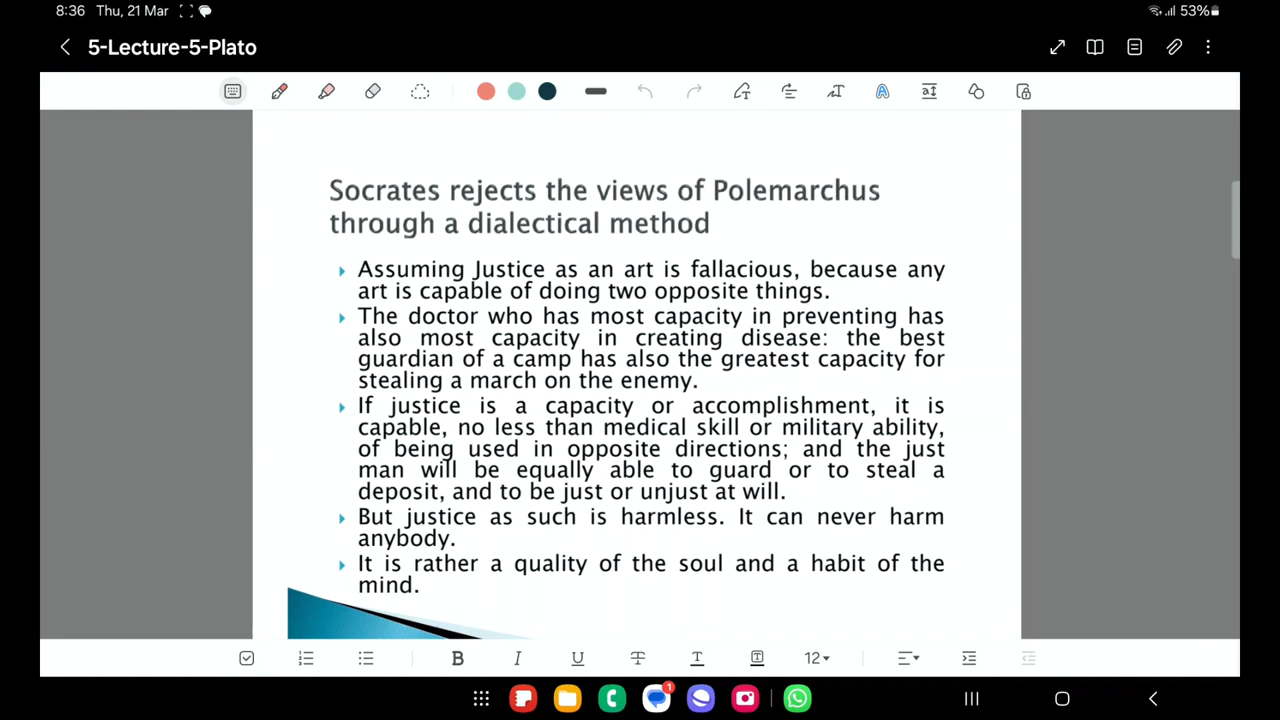 8:36 Thu, 21 Mar
53%
5-Lecture-5-Plato
Socrates rejects the views of Polemarchus
through a dialectical method
Assuming Justice as an art is fallacious, because any
art is capable of doing two opposite things.
The doctor who has most capacity in preventing has
also most capacity in creating disease: the best
guardian of a camp has also the greatest capacity for
stealing a march on the enemy.
If justice is a capacity or accomplishment, it is
capable, no less than medical skill or military ability,
of being used in opposite directions; and the just
man will be equally able to guard or to steal a
deposit, and to be just or unjust at will.
But justice as such is harmless. It can never harm
anybody.
It is rather a quality of the soul and a habit of the
mind.
B I U T T T 12
1